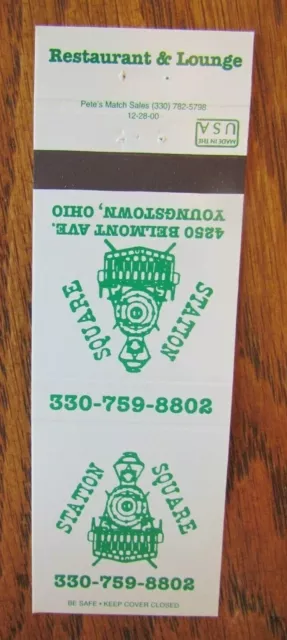 Restaurant & Lounge
Pete's Match Sales (330) 782-5798
12-28-00
MADE IN THE
USA
4250 BELMONT AVE.
YOUNGSTOWN, OHIO
STATION SQUARE
330-759-8802
STATION SQUARE
330-759-8802
BE SAFE • KEEP COVER CLOSED